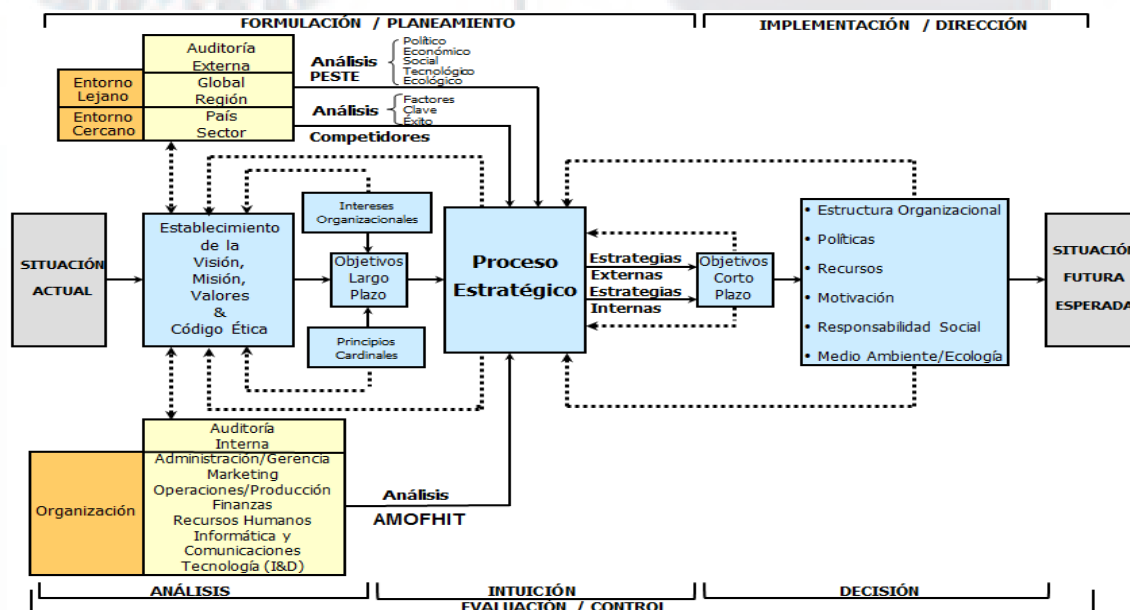 FORMULACIÓN / PLANEAMIENTO
IMPLEMENTACIÓN / DIRECCIÓN
Auditoría
Externa
Entorno
Lejano
Global
Región
Entorno
Cercano
País
Sector
Análisis
PESTE
Político
Económico
Social
Tecnológico
Ecológico
Análisis
Factores
Clave
Éxito
Competidores
SITUACIÓN
ACTUAL
Establecimiento
de la
Visión,
Misión,
Valores
&
Código Ética
Intereses
Organizacionales
Objetivos
Largo
Plazo
Principios
Cardinales
Proceso
Estratégico
Estrategias
Externas
Estrategias
Internas
Objetivos
Corto
Plazo
• Estructura Organizacional
• Políticas
• Recursos
• Motivación
• Responsabilidad Social
• Medio Ambiente/Ecología
SITUACIÓN
FUTURA
ESPERADA
Auditoría
Interna
Organización
Administración/Gerencia
Marketing
Operaciones/Producción
Finanzas
Recursos Humanos
Informática y
Comunicaciones
Tecnología (I&D)
Análisis
AMOFHIT
ANÁLISIS
INTUICIÓN
DECISIÓN
EVALUACIÓN / CONTROL